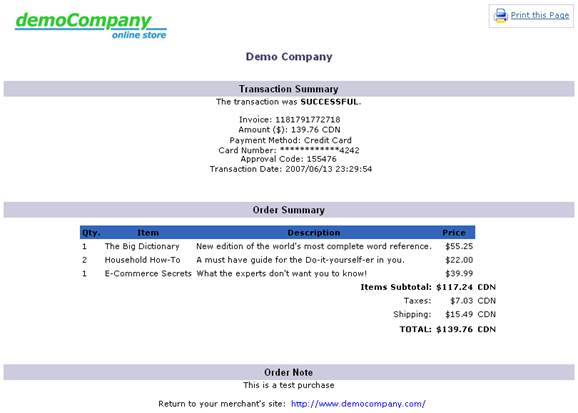 demoCompany
online store
Print this Page
Demo Company
Transaction Summary
The transaction was SUCCESSFUL.
Invoice: 1181791772718
Amount ($): 139.76 CDN
Payment Method: Credit Card
Card Number: ************4242
Approval Code: 155476
Transaction Date: 2007/06/13 23:29:54
Order Summary
Qty. Item Description Price
1 The Big Dictionary New edition of the world's most complete word reference. $55.25
2 Household How-To A must have guide for the Do-it-yourself-er in you. $22.00
1 E-Commerce Secrets What the experts don't want you to know! $39.99
Items Subtotal: $117.24 CDN
Taxes: $7.03 CDN
Shipping: $15.49 CDN
TOTAL: $139.76 CDN
Order Note
This is a test purchase
Return to your merchant's site: http://www.democompany.com/